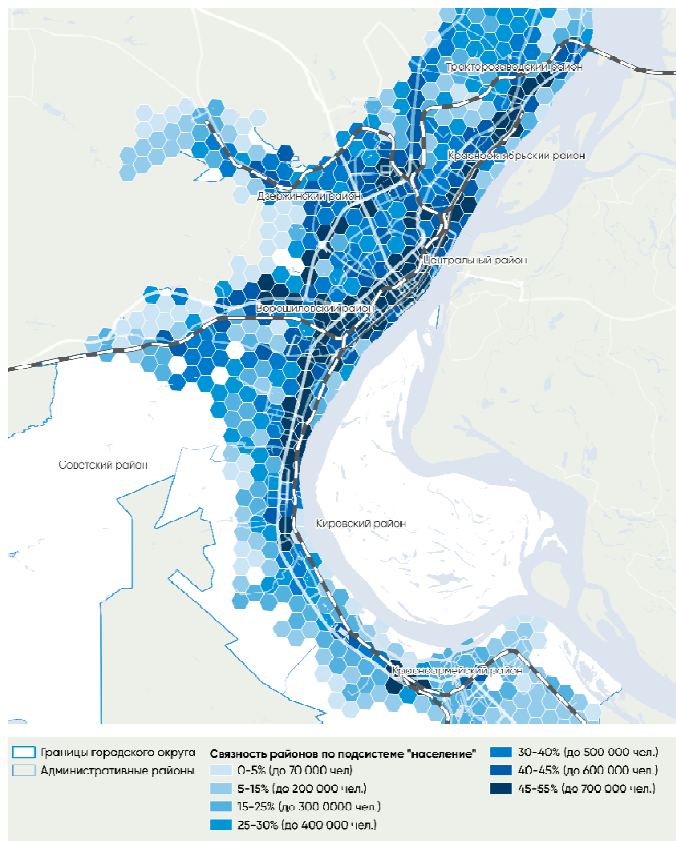 Тракторозаводский район
Краснооктябрьский район
Дзержинский район
Центральный район
Ворошиловский район
Советский район
Кировский район
Красноармейский район
Границы городского округа
Административные районы
Связность районов по подсистеме "население"
0-5% (до 70 000 чел)
5-15% (до 200 000 чел.)
15-25% (до 300 0000 чел.)
25-30% (до 400 000 чел.)
30-40% (до 500 000 чел.)
40-45% (до 600 000 чел.)
45-55% (до 700 000 чел.)